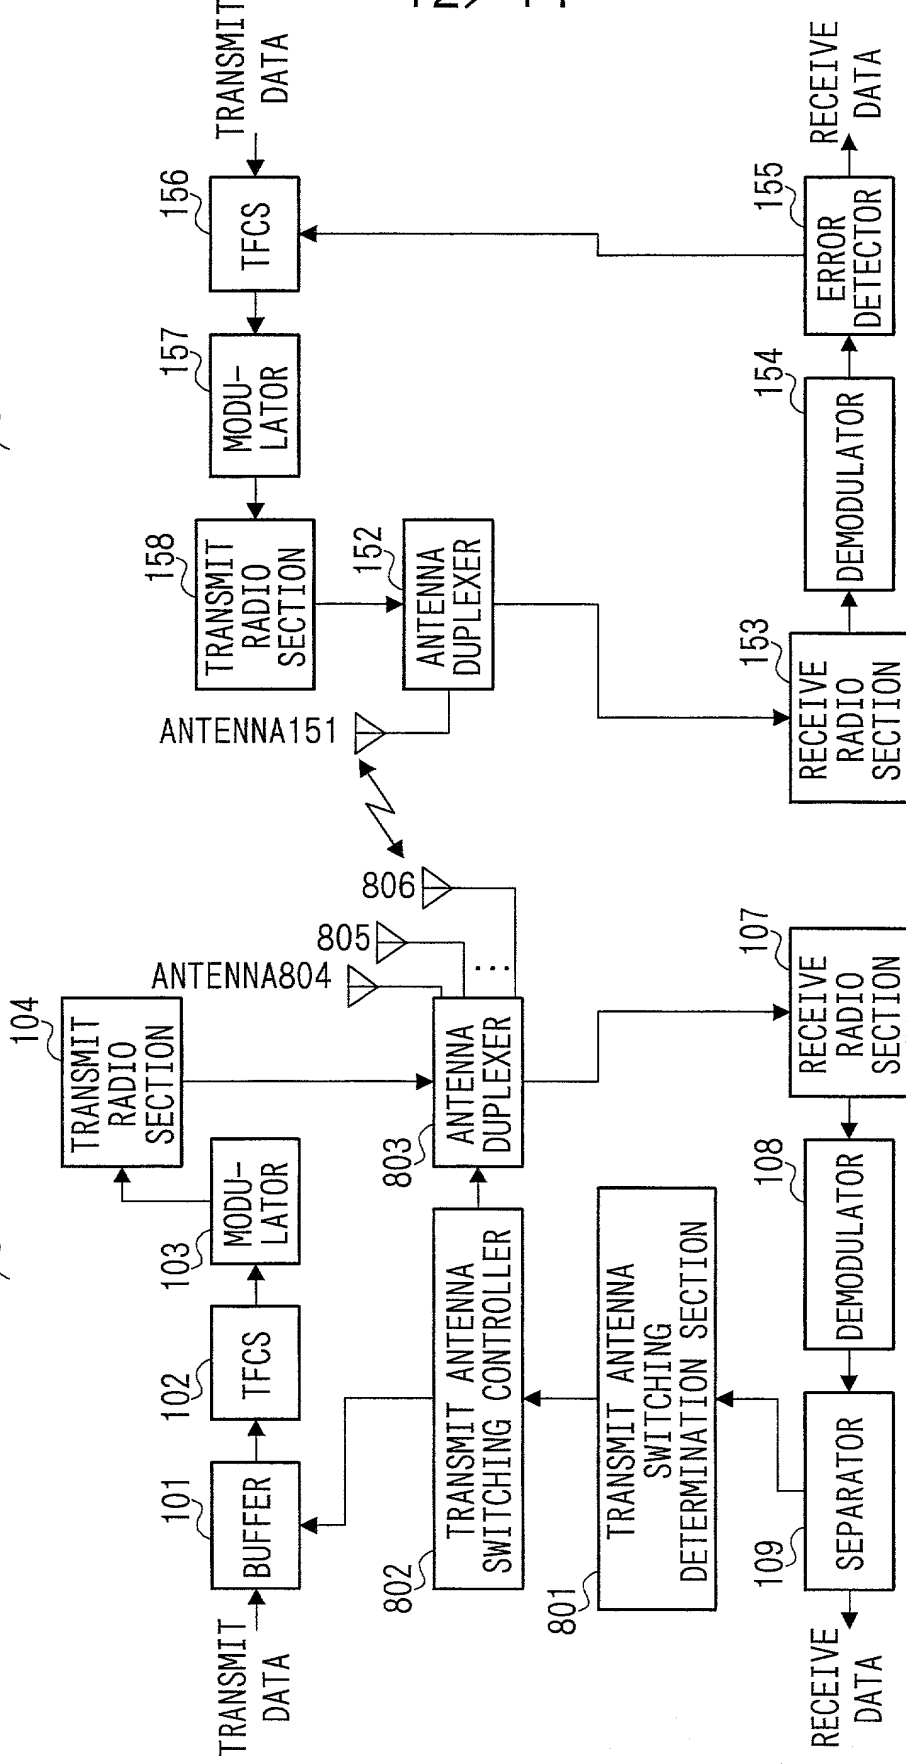 TRANSMIT
DATA
101
BUFFER
102
TFCS
103
MODU-
LATOR
104
TRANSMIT
RADIO
SECTION
802
TRANSMIT ANTENNA
SWITCHING CONTROLLER
803
ANTENNA
DUPLEXER
ANTENNA804
805
806
...
801
TRANSMIT ANTENNA
SWITCHING
DETERMINATION SECTION
RECEIVE
DATA
109
SEPARATOR
108
DEMODULATOR
107
RECEIVE
RADIO
SECTION
ANTENNA151
158
TRANSMIT
RADIO
SECTION
157
MODU-
LATOR
156
TFCS
TRANSMIT
DATA
152
ANTENNA
DUPLEXER
153
RECEIVE
RADIO
SECTION
154
DEMODULATOR
155
ERROR
DETECTOR
RECEIVE
DATA